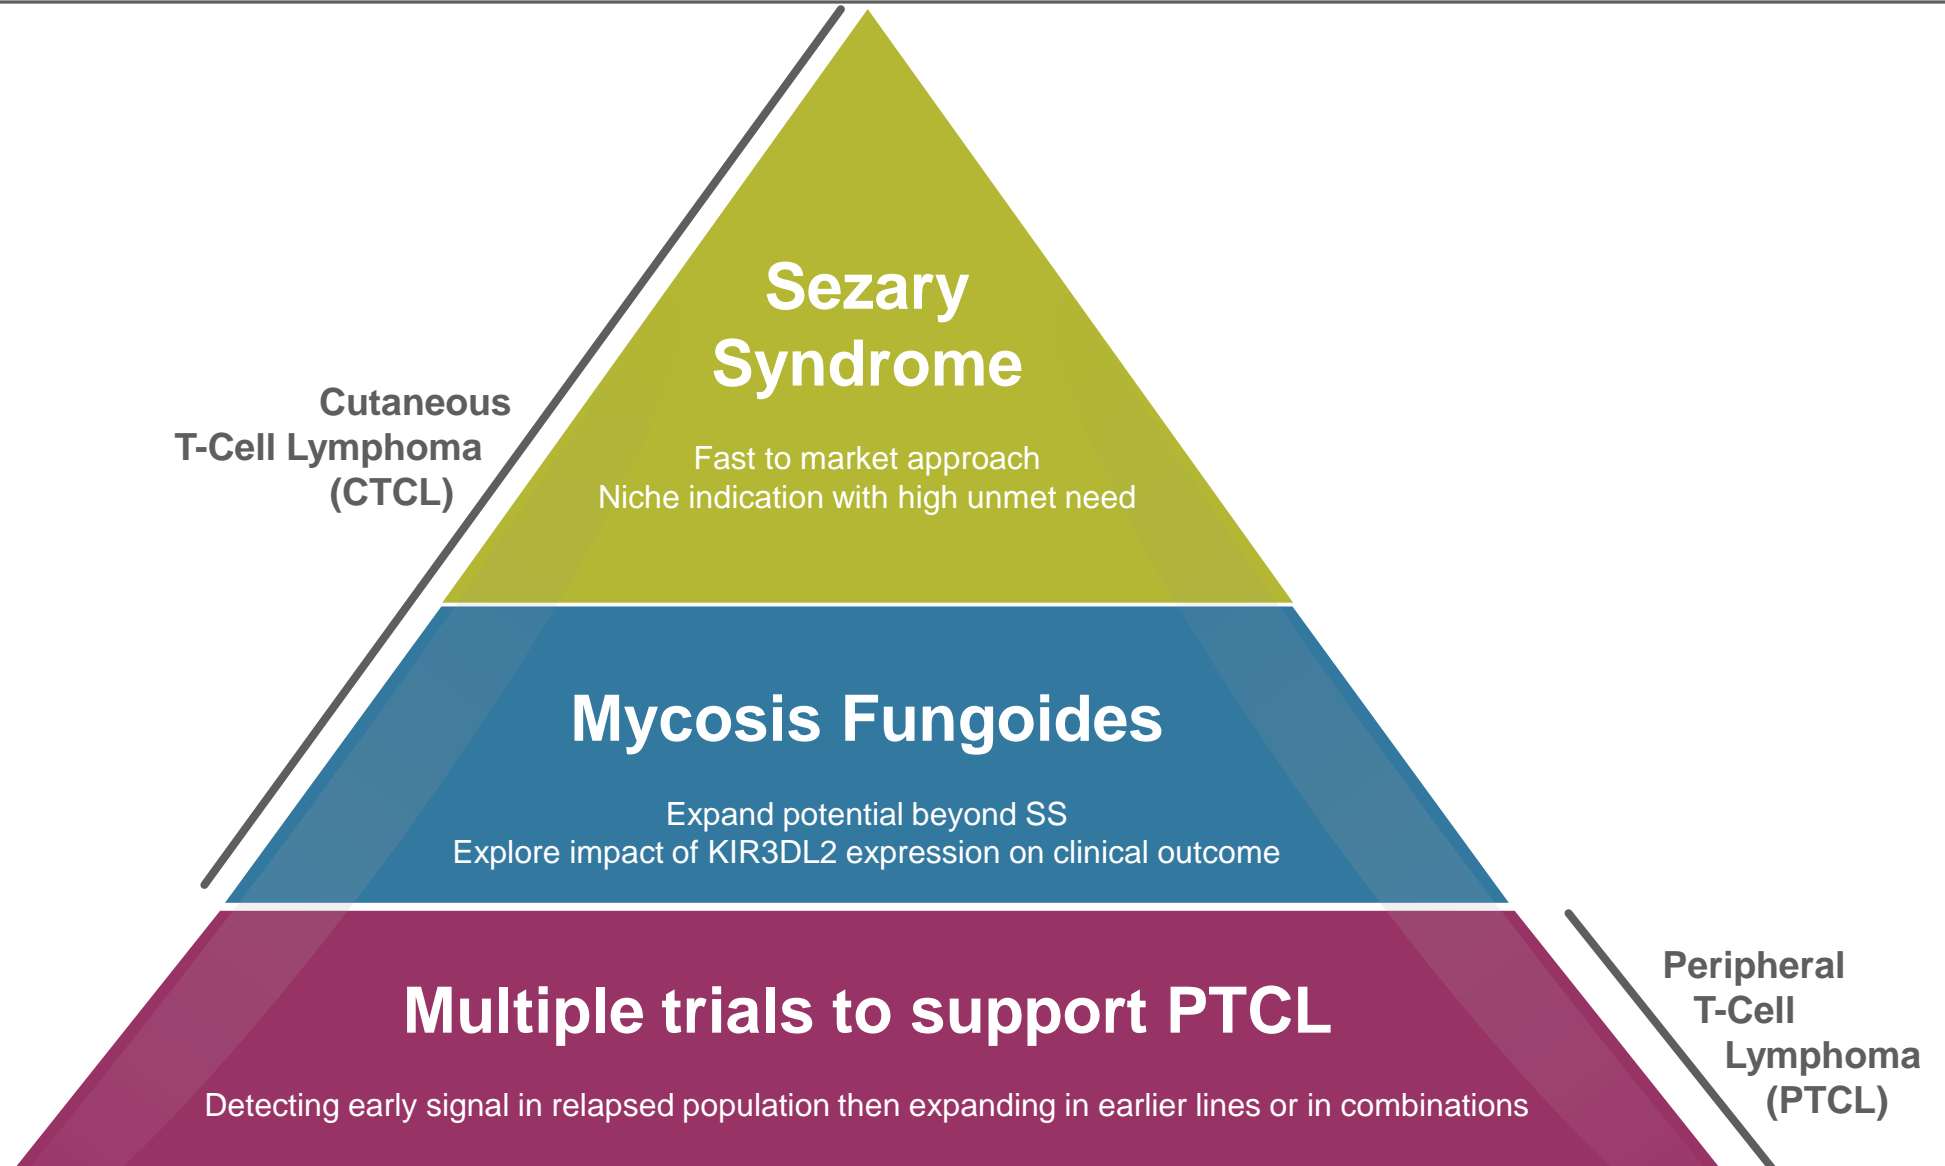 Sezary
Syndrome
Fast to market approach
Niche indication with high unmet need
Cutaneous
T-Cell Lymphoma
(CTCL)
Mycosis Fungoides
Expand potential beyond SS
Explore impact of KIR3DL2 expression on clinical outcome
Multiple trials to support PTCL
Detecting early signal in relapsed population then expanding in earlier lines or in combinations
Peripheral
T-Cell
Lymphoma
(PTCL)